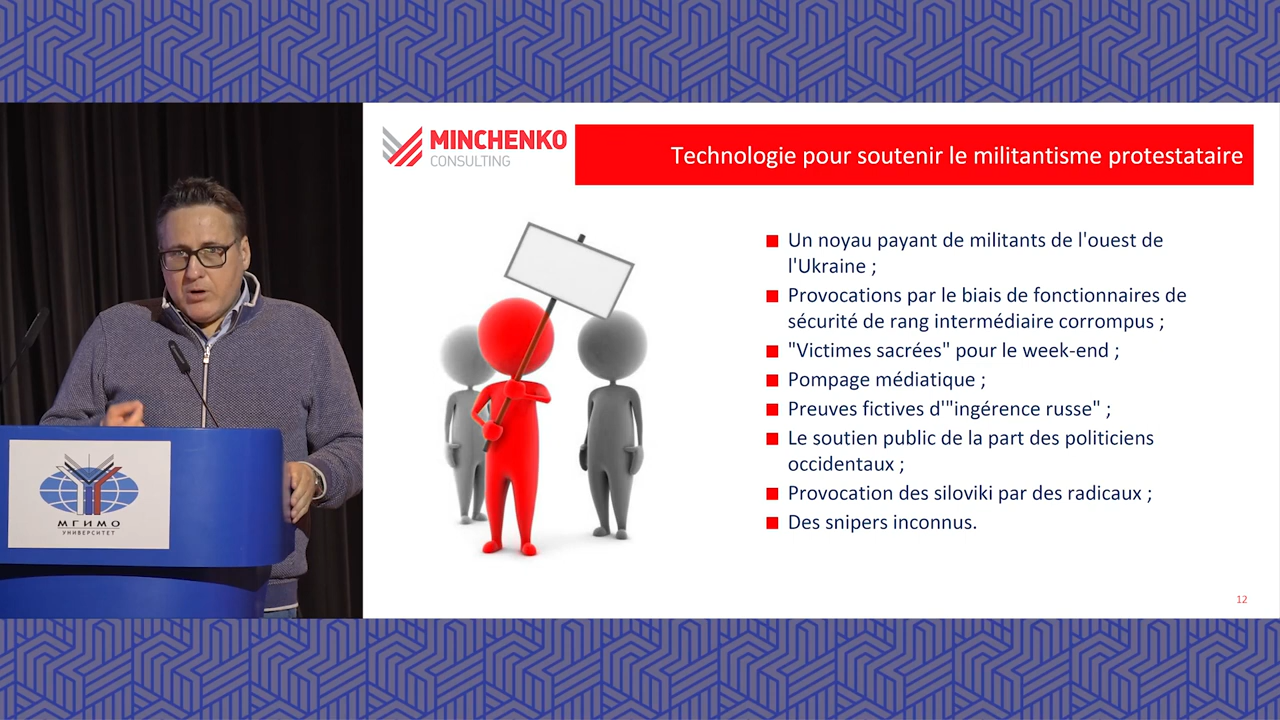 MINCHENKO
CONSULTING
Technologie pour soutenir le militantisme protestataire
Un noyau payant de militants de l'ouest de
l'Ukraine ;
Provocations par le biais de fonctionnaires de
sécurité de rang intermédiaire corrompus ;
"Victimes sacrées" pour le week-end ;
Pompage médiatique ;
Preuves fictives d'"ingérence russe" ;
Le soutien public de la part des politiciens
occidentaux ;
Provocation des siloviki par des radicaux ;
Des snipers inconnus.
12
МГИМО
УНИВЕРСИТЕТ